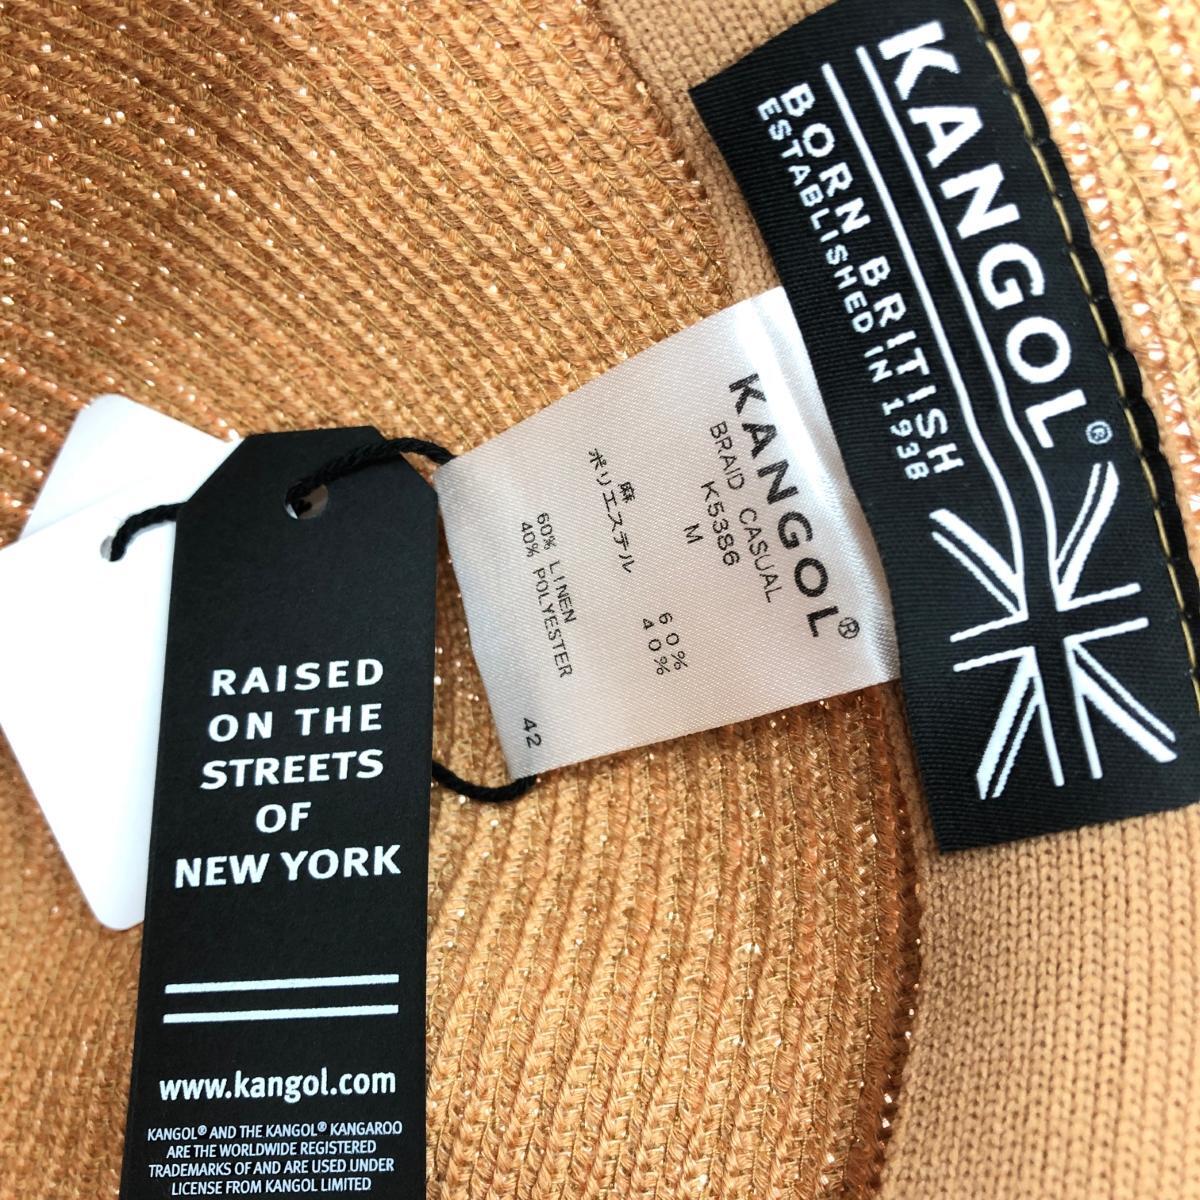 KANGOL®
BORN BRITISH
ESTABLISHED IN 1938
KANGOL®
BRAID CASUAL
K5386
M
麻 60%
ポリエステル 40%
60% LINEN
40% POLYESTER
42
RAISED
ON THE
STREETS
OF
NEW YORK
www.kangol.com
KANGOL® AND THE KANGOL® KANGAROO
ARE THE WORLDWIDE REGISTERED
TRADEMARKS OF AND ARE USED UNDER
LICENSE FROM KANGOL LIMITED